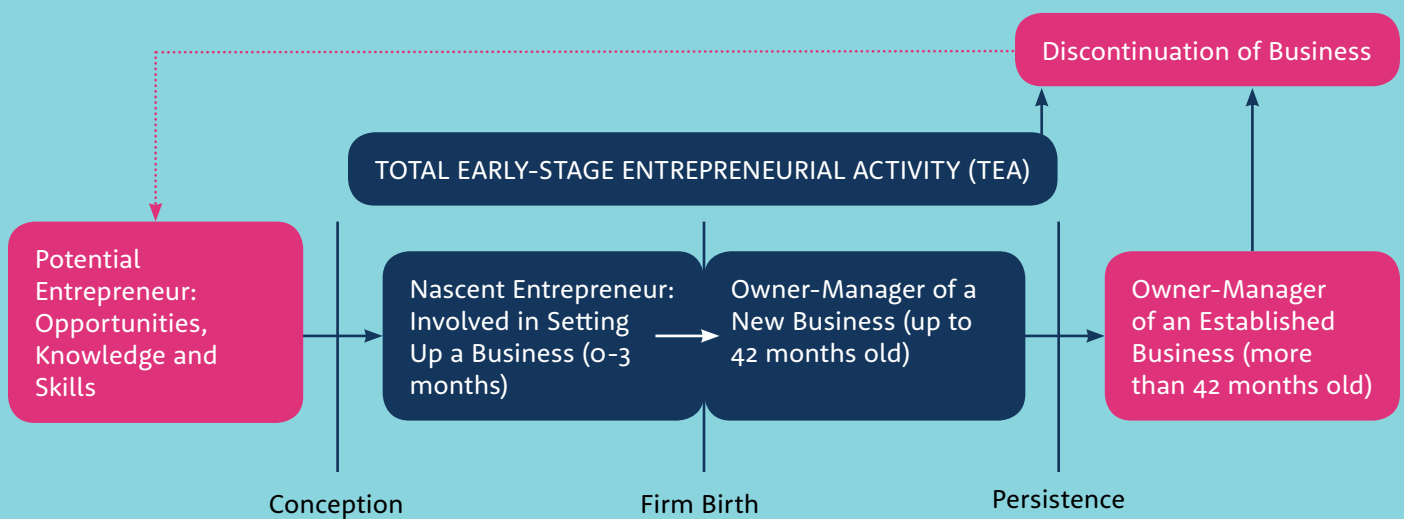 Discontinuation of Business
TOTAL EARLY-STAGE ENTREPRENEURIAL ACTIVITY (TEA)
Potential
Entrepreneur:
Opportunities,
Knowledge and
Skills
Nascent Entrepreneur:
Involved in Setting
Up a Business (0-3
months)
Owner-Manager of a
New Business (up to
42 months old)
Owner-Manager
of an Established
Business (more
than 42 months old)
Conception
Firm Birth
Persistence